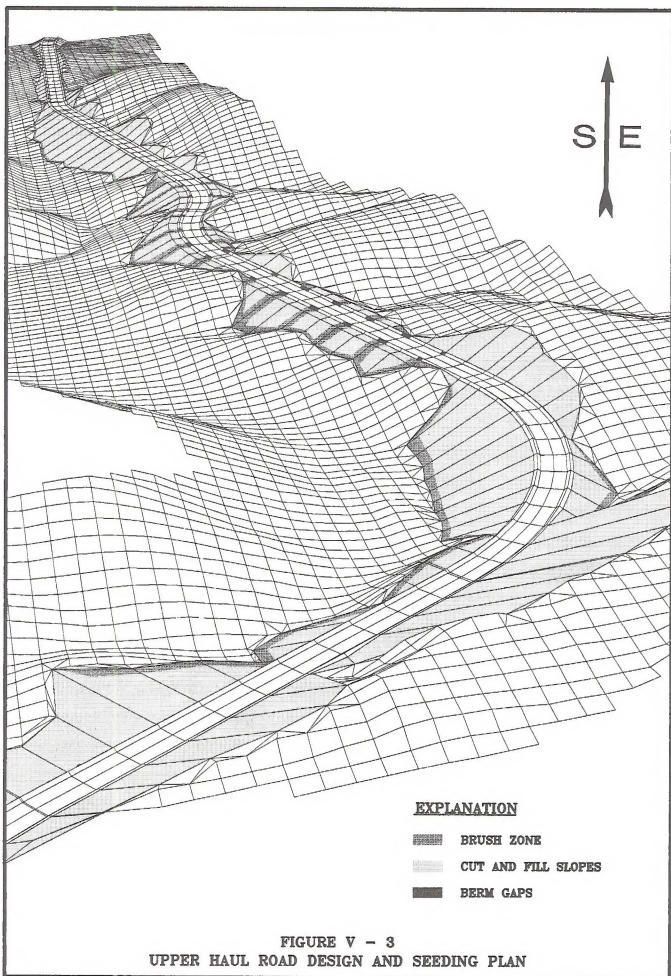 S E
EXPLANATION
BRUSH ZONE
CUT AND FILL SLOPES
BERM GAPS
FIGURE V - 3
UPPER HAUL ROAD DESIGN AND SEEDING PLAN